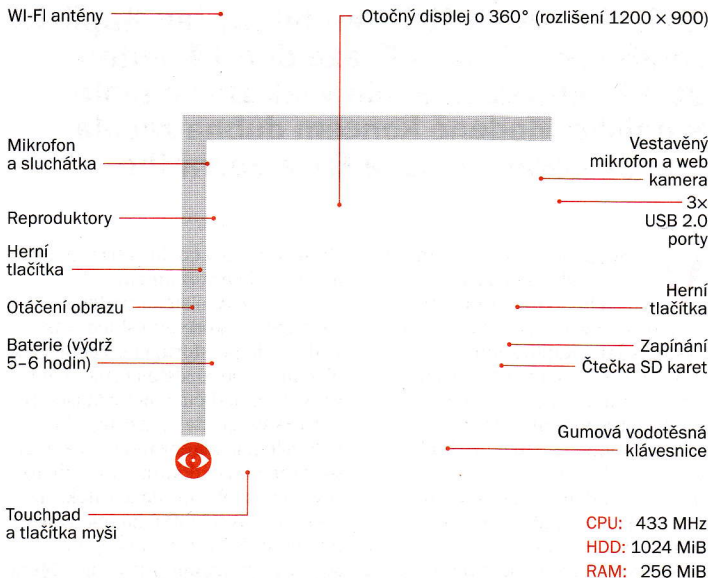 WI-FI antény
Otočný displej o 360° (rozlišení 1200 × 900)
Mikrofon
a sluchátka
Reproduktory
Herní
tlačítka
Otáčení obrazu
Baterie (výdrž
5–6 hodin)
Touchpad
a tlačítka myši
Vestavěný
mikrofon a web
kamera
3×
USB 2.0
porty
Herní
tlačítka
Zapínání
Čtečka SD karet
Gumová vodotěsná
klávesnice
CPU: 433 MHz
HDD: 1024 MiB
RAM: 256 MiB